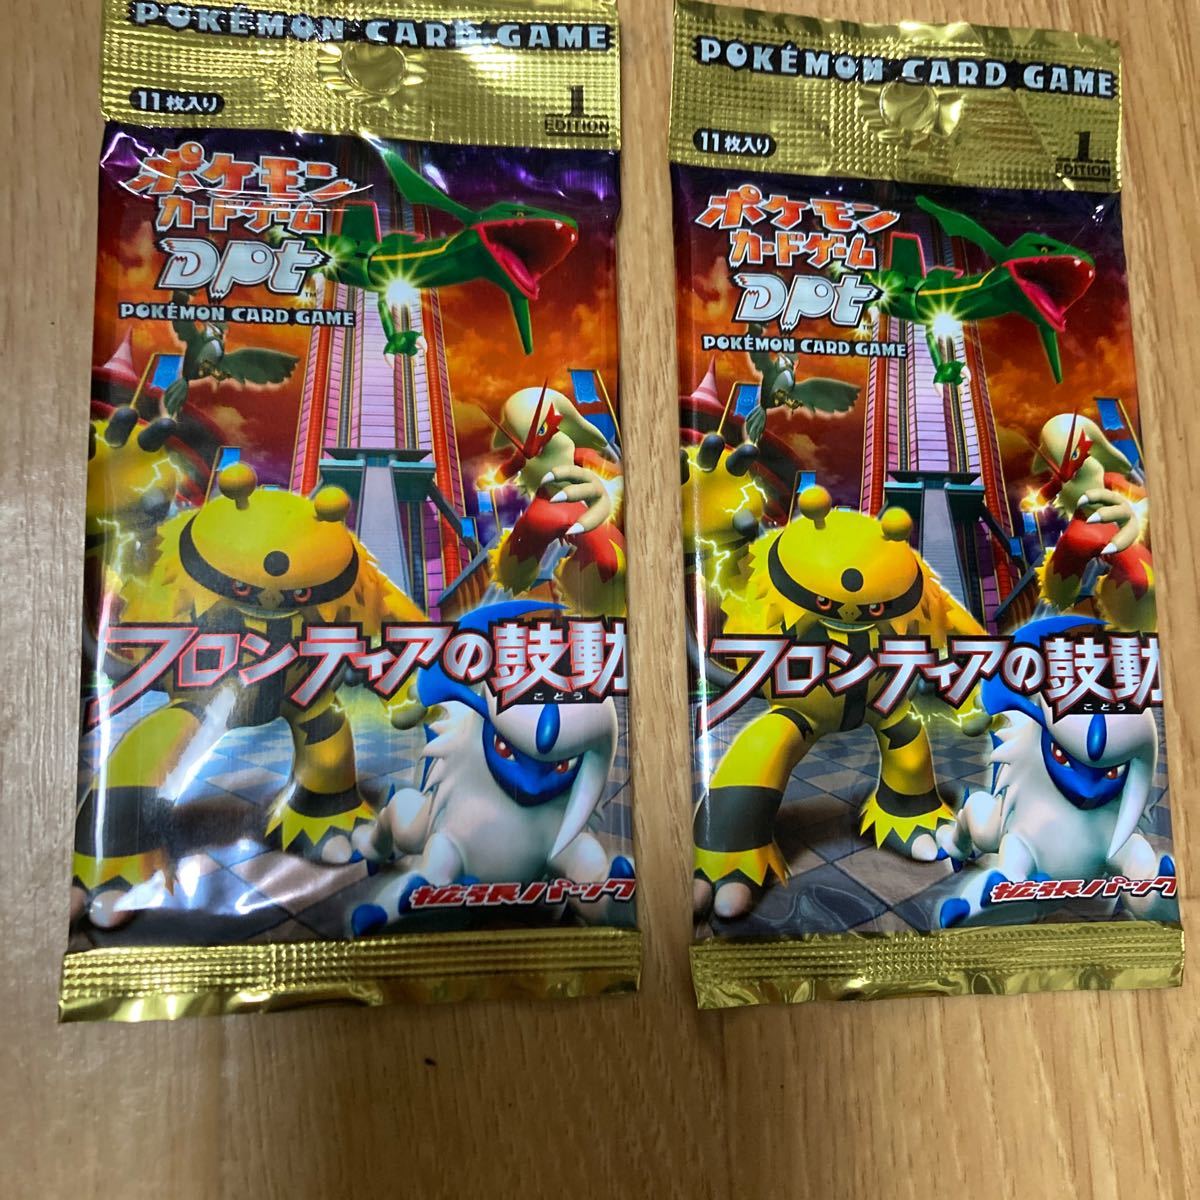 POKÉMON CARD GAME
11枚入り
1
EDITION
ポケモン
カードゲーム
DPt
TM
POKÉMON CARD GAME
フロンティアの鼓動
こどう
拡張パック
POKÉMON CARD GAME
11枚入り
1
EDITION
ポケモン
カードゲーム
DPt
POKÉMON CARD GAME
フロンティアの鼓動
こどう
拡張パック